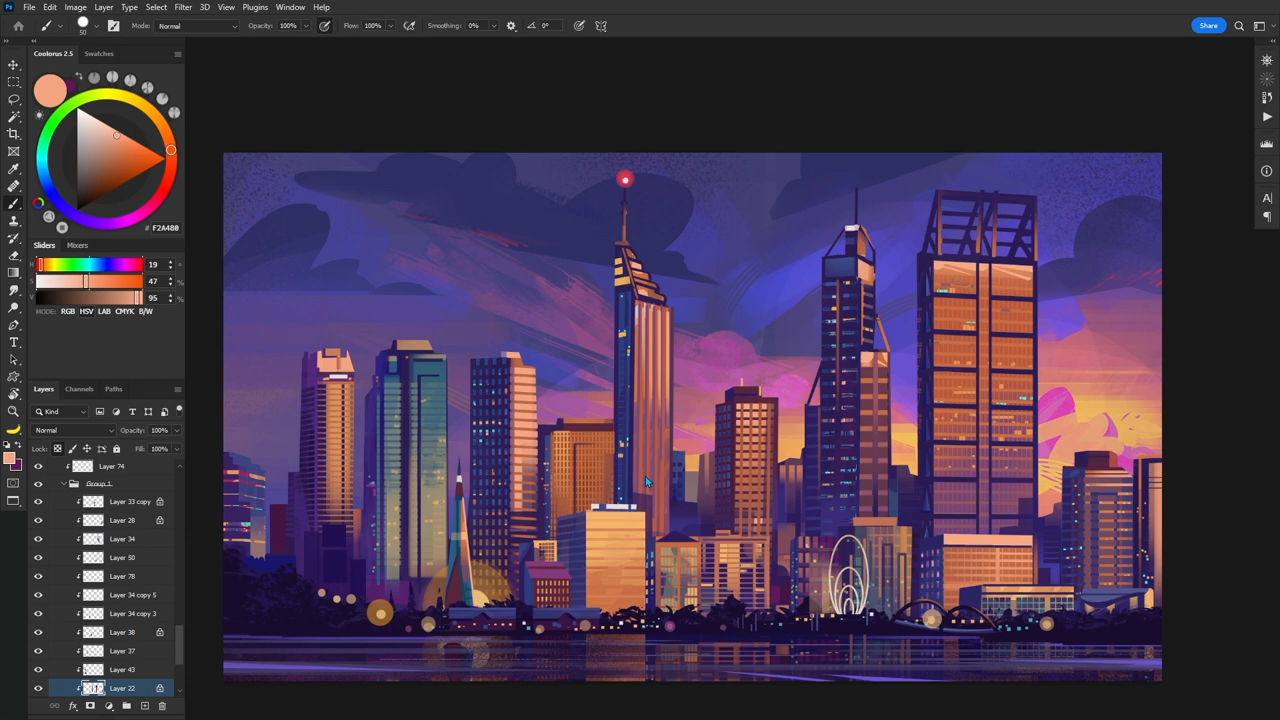 Ps File Edit Image Layer Type Select Filter 3D View Plugins Window Help
50 Mode: Normal Opacity: 100% Flow: 100% Smoothing: 0% 0° Share
Coolorus 2.5 Swatches
# F2A480
Sliders Mixers
H 19 °
S 47 %
V 95 %
MODE: RGB HSV LAB CMYK B/W
Layers Channels Paths
Kind
Normal Opacity: 100%
Lock: Fill: 100%
Layer 74
Group 1
Layer 33 copy
Layer 28
Layer 34
Layer 50
Layer 78
Layer 34 copy 5
Layer 34 copy 3
Layer 38
Layer 37
Layer 43
Layer 22
fx